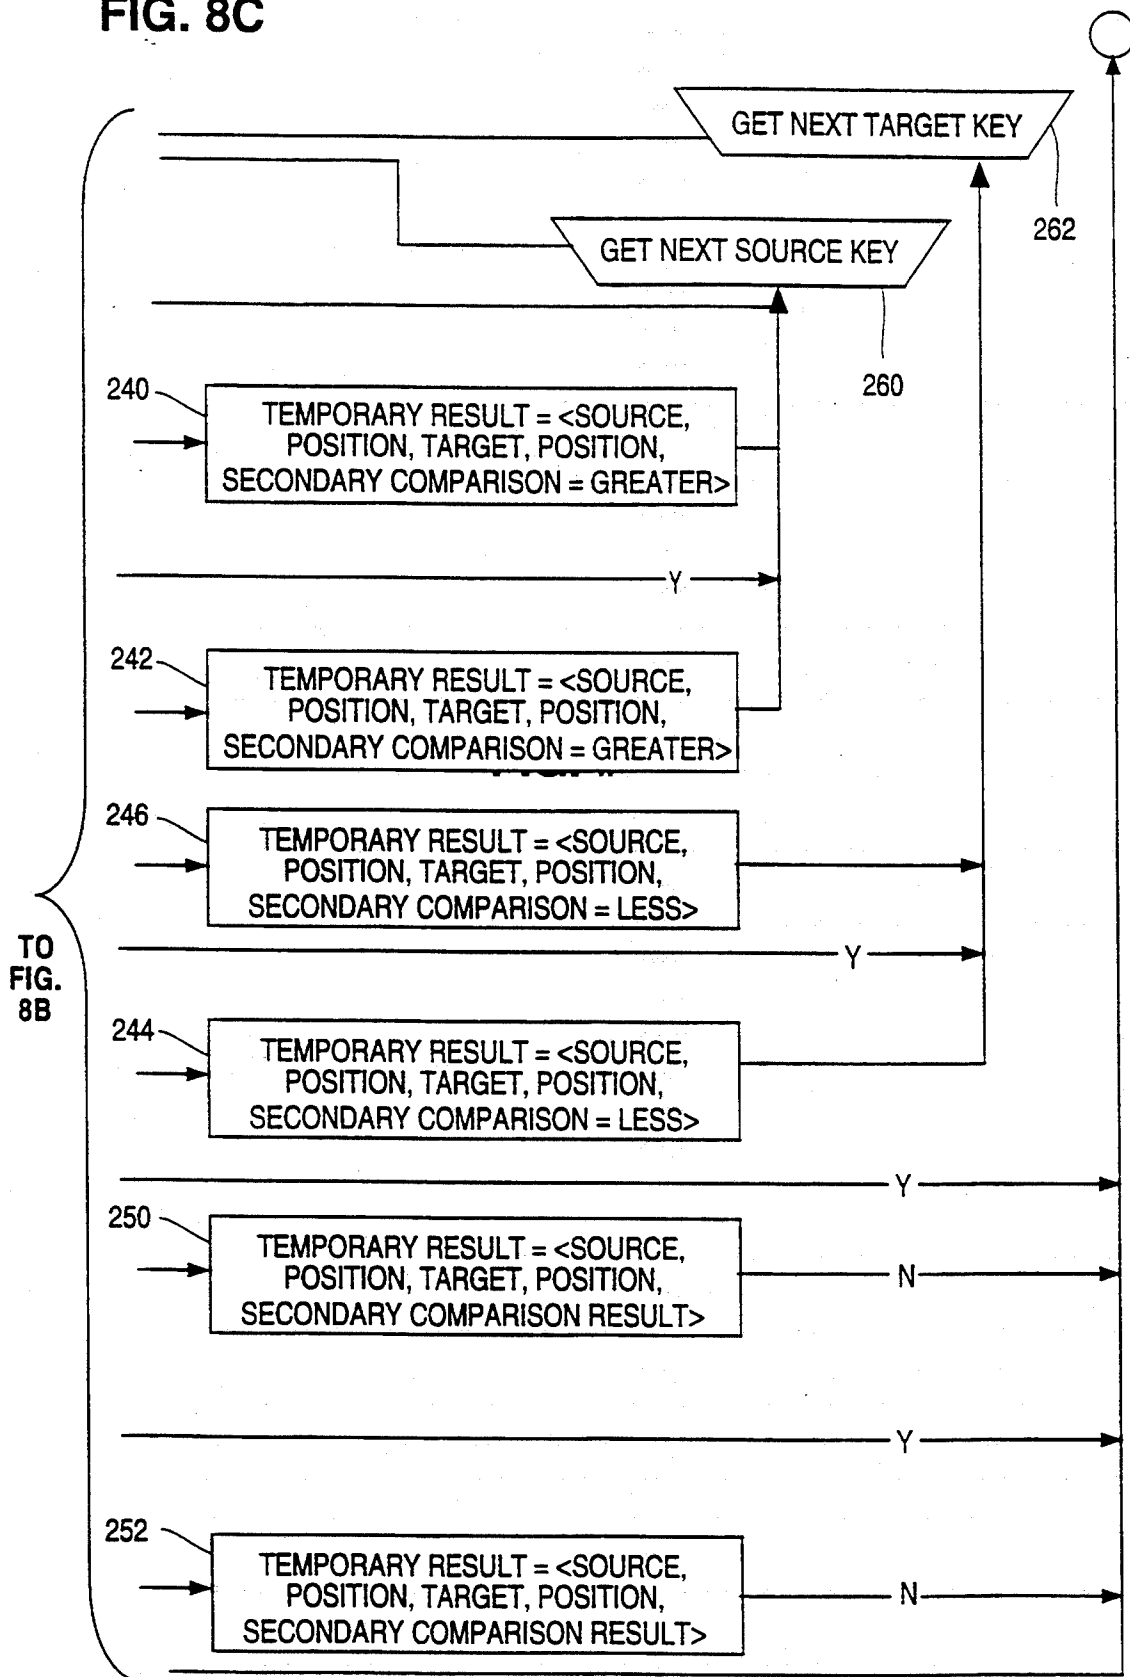 FIG. 8C
GET NEXT TARGET KEY
262
GET NEXT SOURCE KEY
260
240
TEMPORARY RESULT = <SOURCE,
POSITION, TARGET, POSITION,
SECONDARY COMPARISON = GREATER>
Y
242
TEMPORARY RESULT = <SOURCE,
POSITION, TARGET, POSITION,
SECONDARY COMPARISON = GREATER>
246
TEMPORARY RESULT = <SOURCE,
POSITION, TARGET, POSITION,
SECONDARY COMPARISON = LESS>
Y
TO
FIG.
8B
244
TEMPORARY RESULT = <SOURCE,
POSITION, TARGET, POSITION,
SECONDARY COMPARISON = LESS>
Y
250
TEMPORARY RESULT = <SOURCE,
POSITION, TARGET, POSITION,
SECONDARY COMPARISON RESULT>
N
Y
252
TEMPORARY RESULT = <SOURCE,
POSITION, TARGET, POSITION,
SECONDARY COMPARISON RESULT>
N